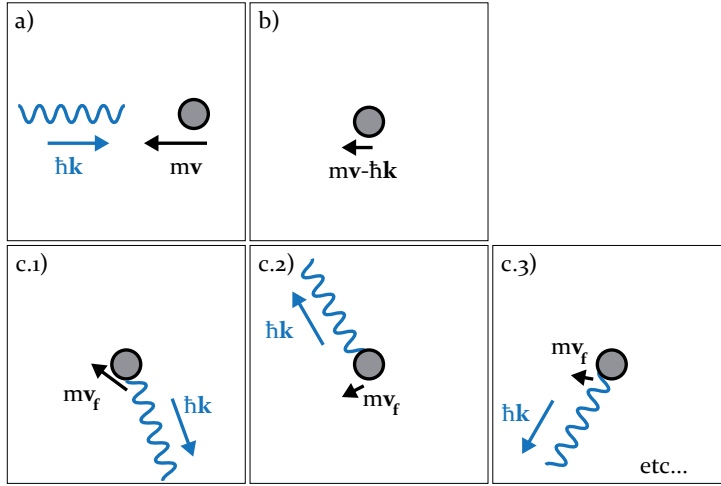 a)
ħk
mv
b)
mv-ħk
c.1)
mv_f
ħk
c.2)
ħk
mv_f
c.3)
mv_f
ħk
etc...